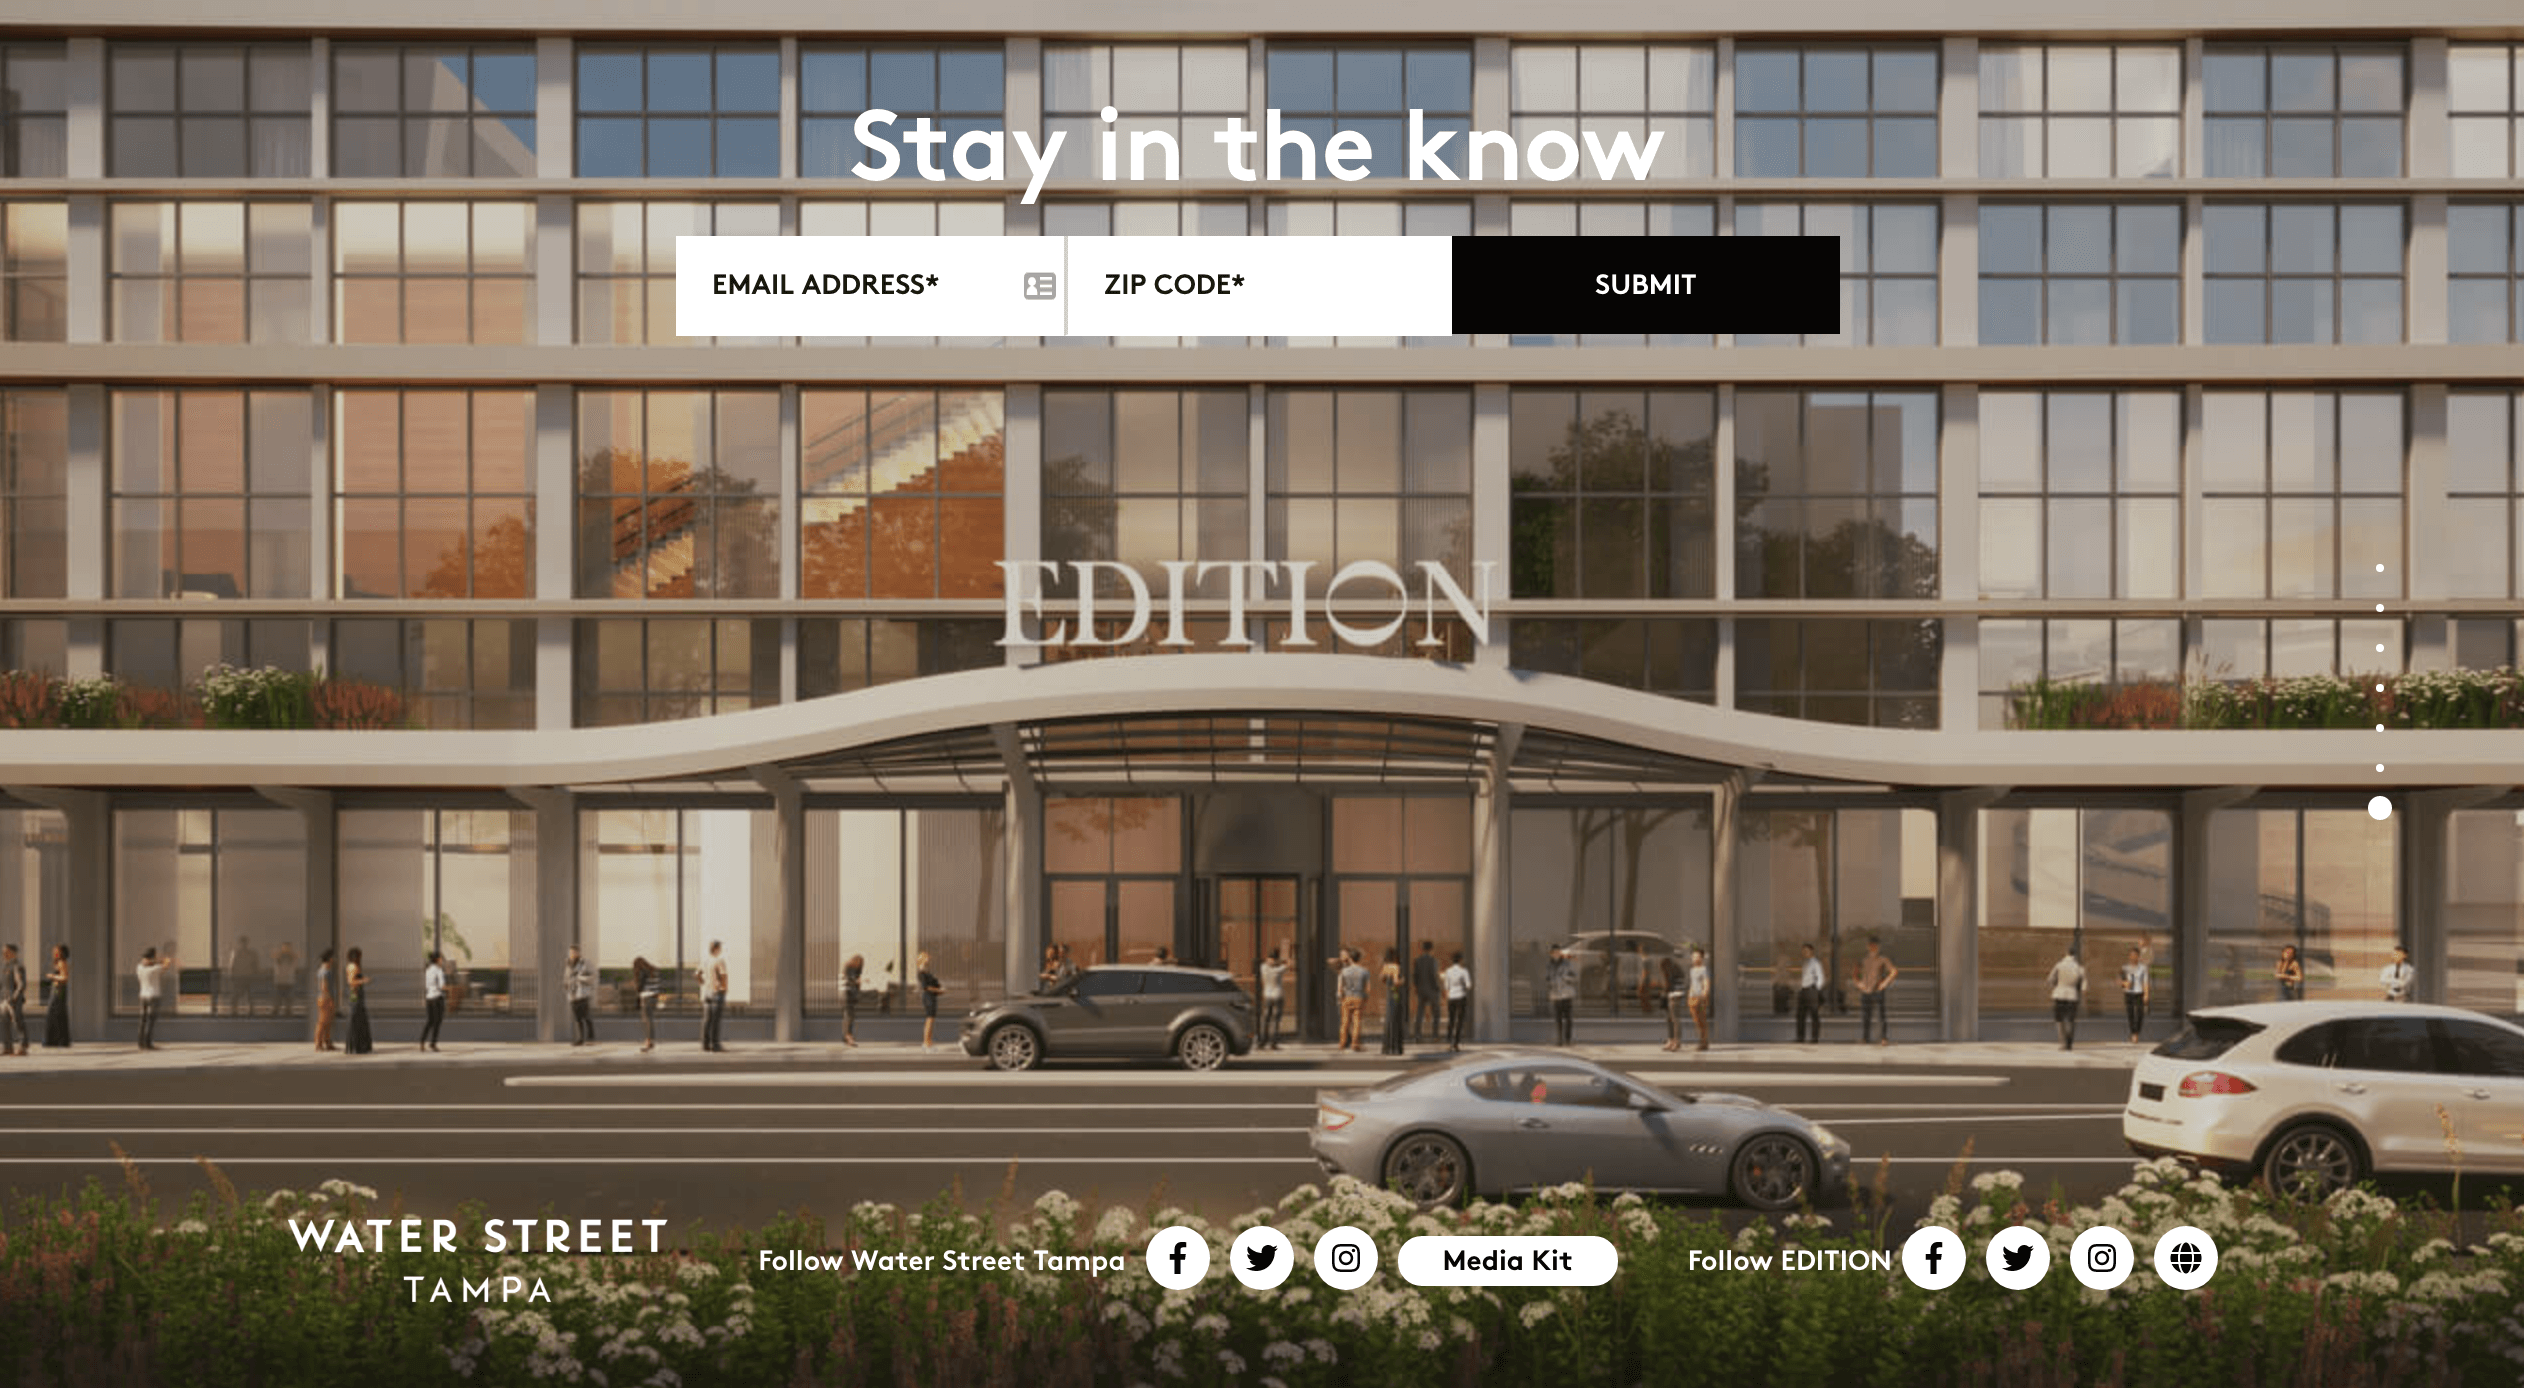 Stay in the know
EMAIL ADDRESS*
ZIP CODE*
SUBMIT
EDITION
WATER STREET
TAMPA
Follow Water Street Tampa
Media Kit
Follow EDITION